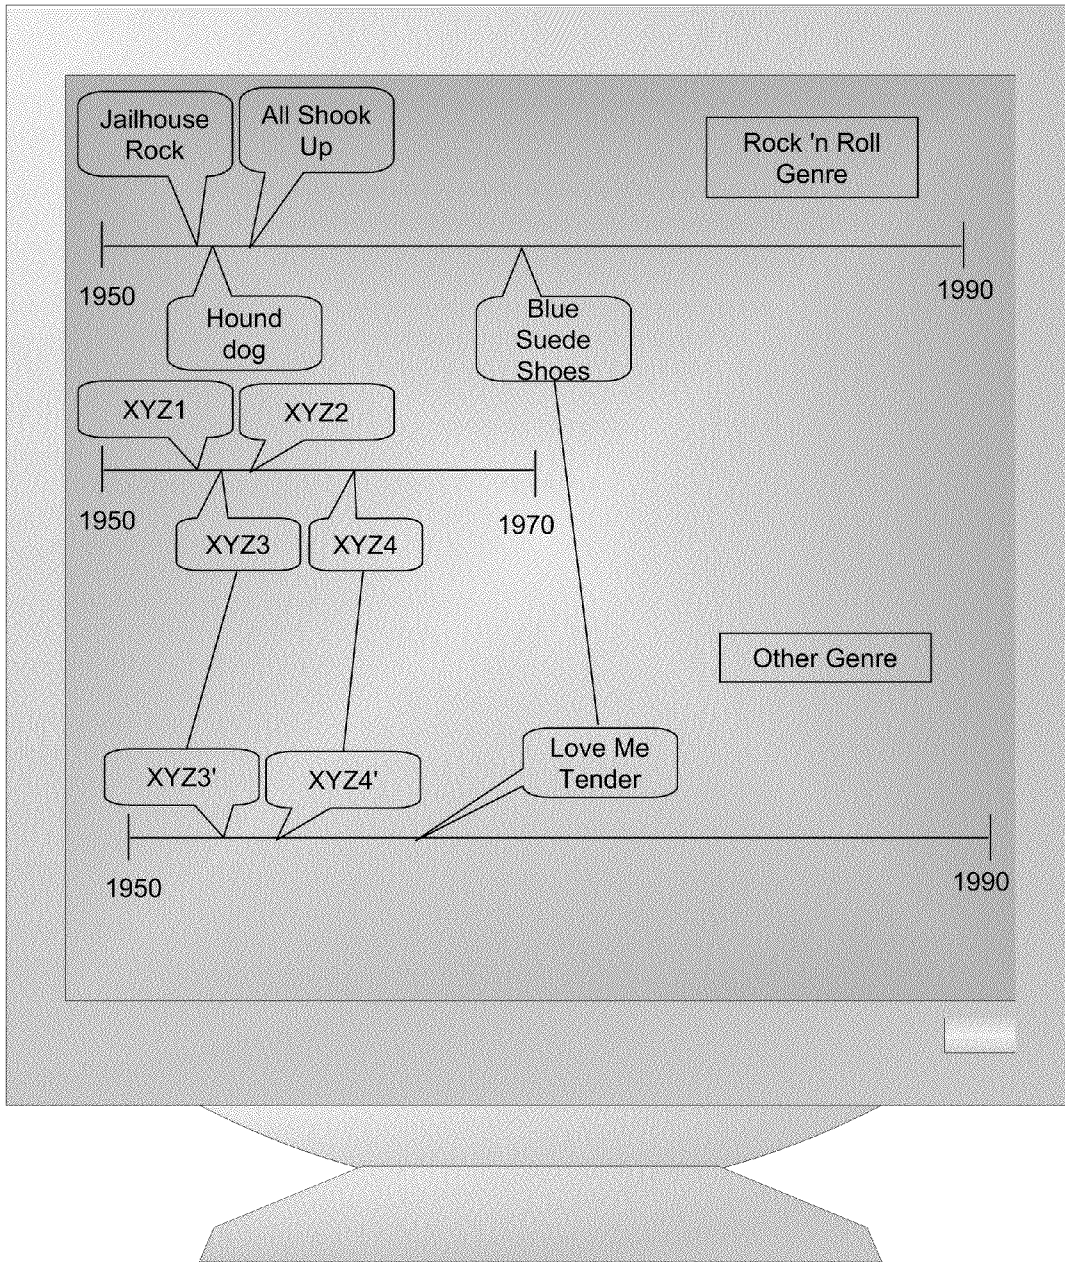 Jailhouse
Rock
All Shook
Up
Rock 'n Roll
Genre
1950
1990
Hound
dog
Blue
Suede
Shoes
XYZ1
XYZ2
1950
1970
XYZ3
XYZ4
Other Genre
XYZ3'
XYZ4'
Love Me
Tender
1950
1990